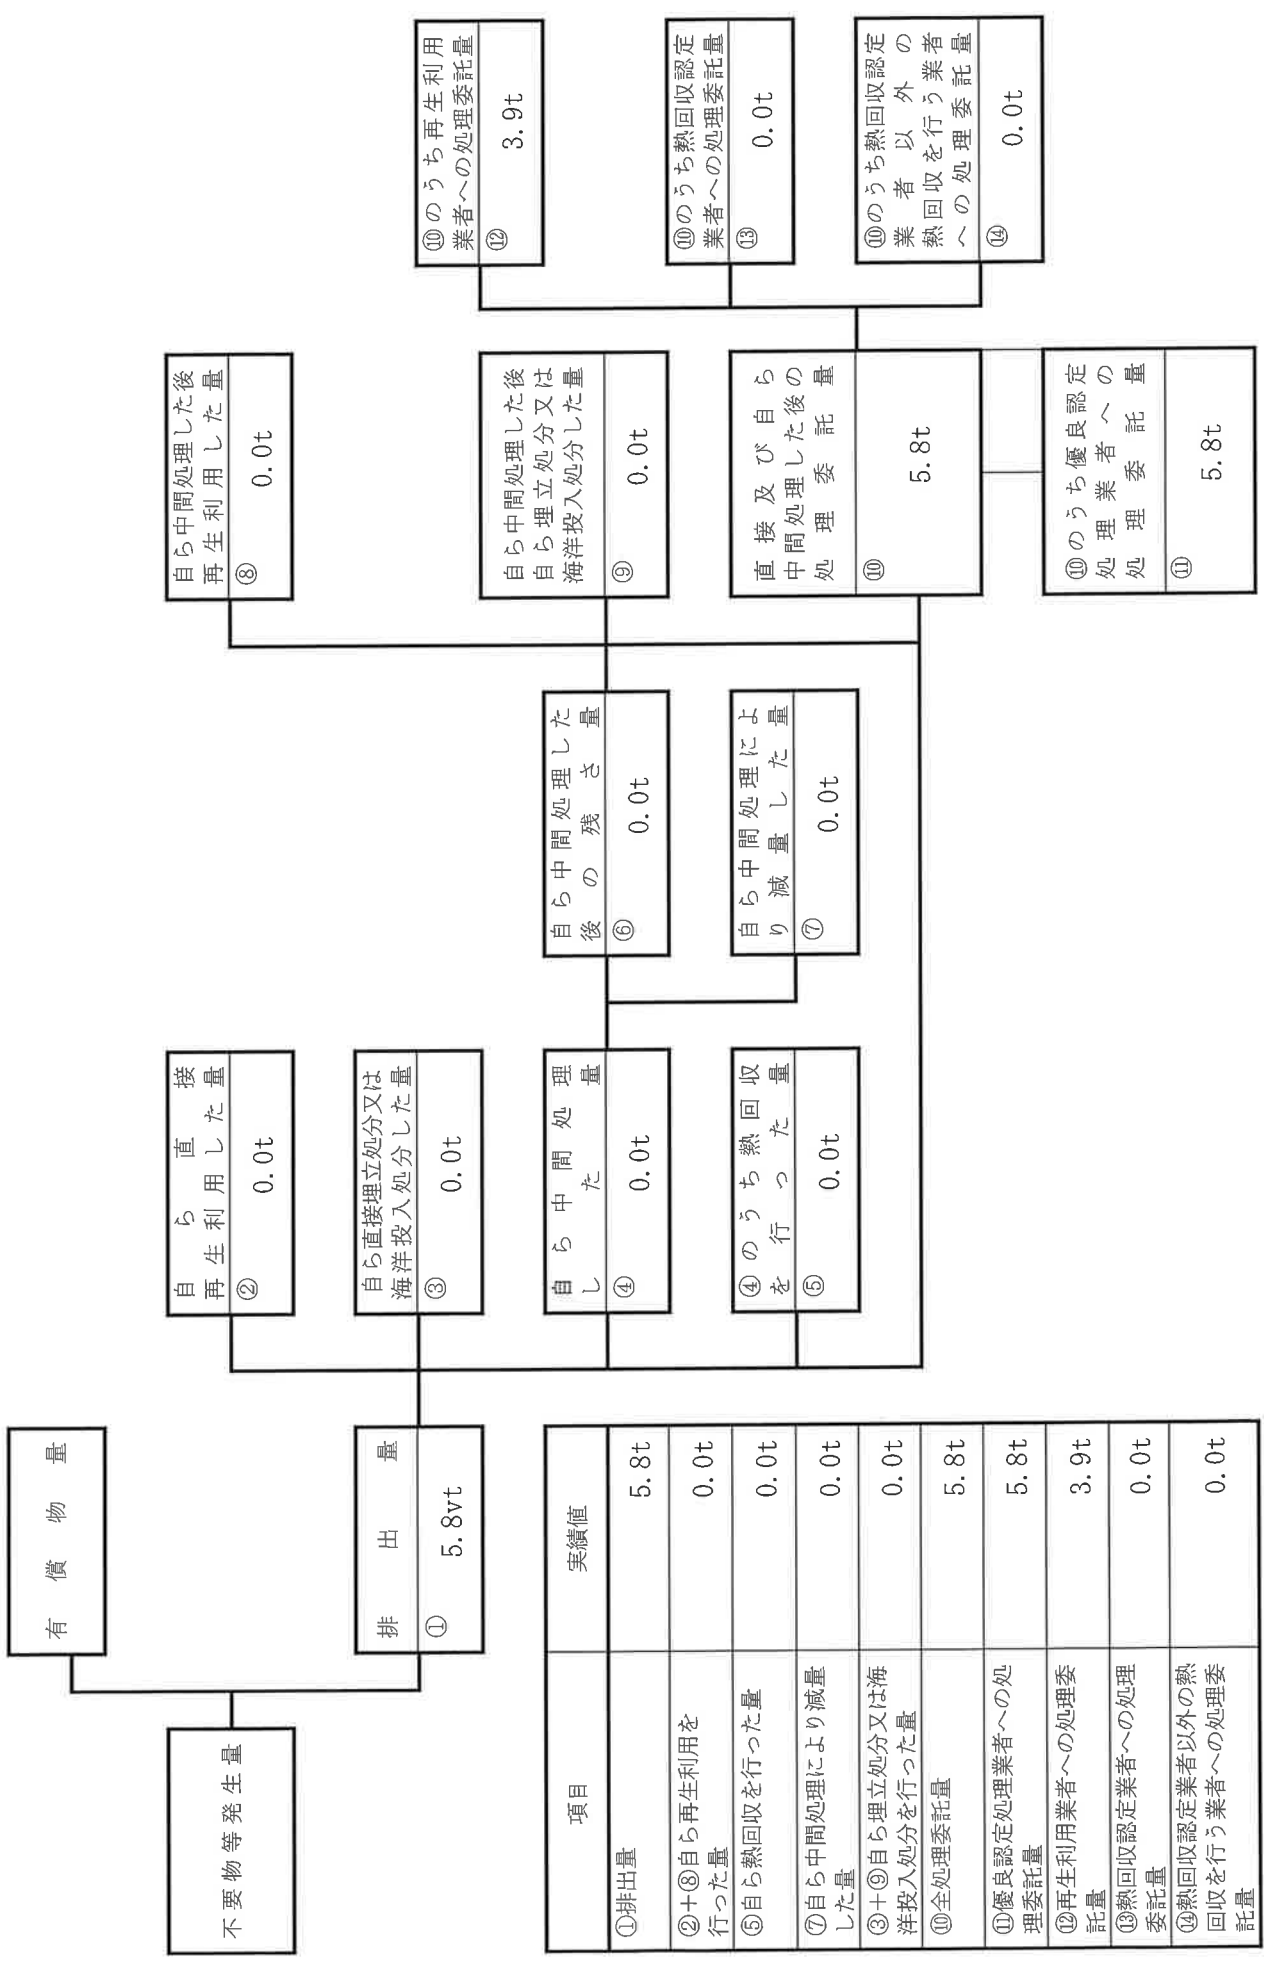 有償物量
不要物等発生量
排出量
① 5.8vt
自ら直接
再生利用した量
② 0.0t
自ら直接埋立処分又は
海洋投入処分した量
③ 0.0t
自ら中間処理
した量
④ 0.0t
④のうち熱回収
を行った量
⑤ 0.0t
自ら中間処理した
後の残さ量
⑥ 0.0t
自ら中間処理によ
り減量した量
⑦ 0.0t
自ら中間処理した後
再生利用した量
⑧ 0.0t
自ら中間処理した後
自ら埋立処分又は
海洋投入処分した量
⑨ 0.0t
直接及び自ら
中間処理した後の
処理委託量
⑩ 5.8t
⑩のうち優良認定
処理業者への
処理委託量
⑪ 5.8t
⑩のうち再生利用
業者への処理委託量
⑫ 3.9t
⑩のうち熱回収認定
業者への処理委託量
⑬ 0.0t
⑩のうち熱回収認定
業者以外の
熱回収を行う業者
への処理委託量
⑭ 0.0t
項目 実績値
①排出量 5.8t
②＋⑧自ら再生利用を
行った量 0.0t
⑤自ら熱回収を行った量 0.0t
⑦自ら中間処理により減量
した量 0.0t
③＋⑨自ら埋立処分又は海
洋投入処分を行った量 0.0t
⑩全処理委託量 5.8t
⑪優良認定処理業者への処
理委託量 5.8t
⑫再生利用業者への処理委
託量 3.9t
⑬熱回収認定業者への処理
委託量 0.0t
⑭熱回収認定業者以外の熱
回収を行う業者への処理委
託量 0.0t